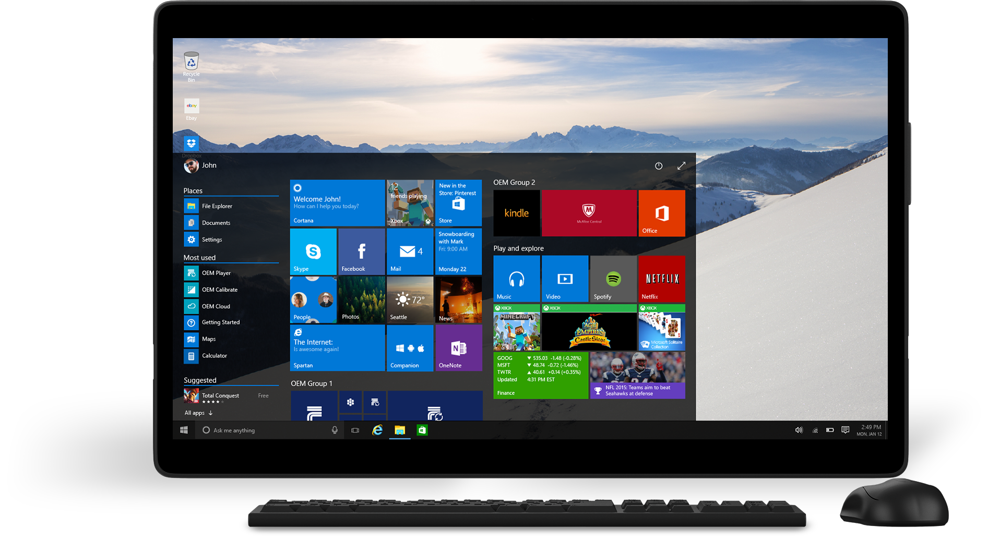 Recycle
Bin
ebay
Ebay
Dropbox
John
Places
File Explorer
Documents
Settings
Most used
OEM Player
OEM Calibrate
OEM Cloud
Getting Started
Maps
Calculator
Suggested
Total Conquest
Free
All apps
Welcome John!
How can I help you today?
Cortana
12
friends playing
Xbox
New in the
Store: Pinterest
Store
Skype
Facebook
Mail
4
Snowboarding
with Mark
Fri: 9:00 AM
Monday 22
People
Photos
72°
Seattle
News
The Internet:
Is awesome again!
Spartan
Companion
OneNote
OEM Group 1
OEM Group 2
kindle
McAfee Central
Office
Play and explore
Music
Video
Spotify
NETFLIX
Netflix
XBOX
MINECRAFT
XBOX
AGE
OF
EMPIRES
Castle Siege
XBOX
Microsoft Solitaire
Collection
GOOG ▼ 535.03 -1.48 (-0.28%)
MSFT ▼ 48.74 -0.72 (-1.46%)
TWTR ▲ 40.61 +0.14 (+0.35%)
Updated 4:31 PM EST
Finance
NFL 2015: Teams aim to beat
Seahawks at defense
Ask me anything
2:49 PM
MON, JAN 12